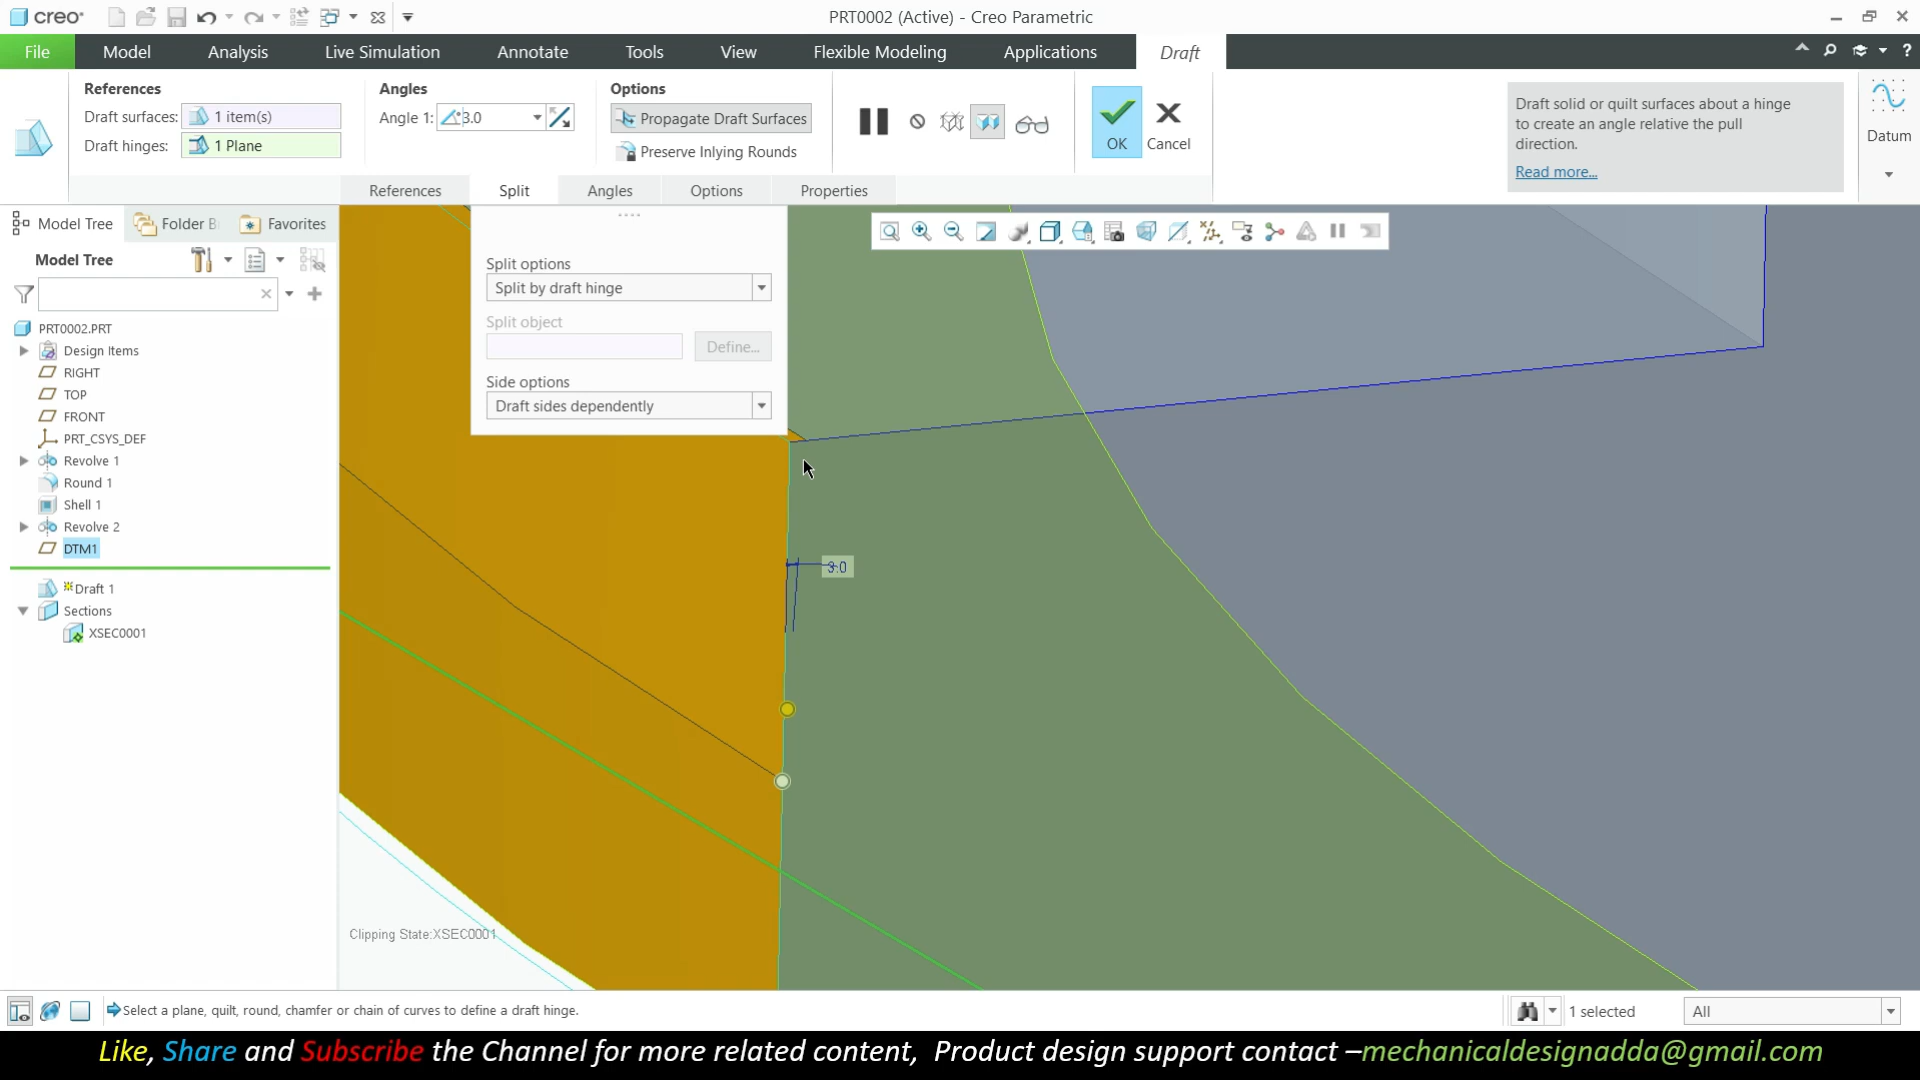 creo
PRT0002 (Active) - Creo Parametric
File
Model
Analysis
Live Simulation
Annotate
Tools
View
Flexible Modeling
Applications
Draft
References
Draft surfaces: 1 item(s)
Draft hinges: 1 Plane
Angles
Angle 1: 3.0
Options
Propagate Draft Surfaces
Preserve Inlying Rounds
OK
Cancel
Draft solid or quilt surfaces about a hinge
to create an angle relative the pull
direction.
Read more...
Datum
References
Split
Angles
Options
Properties
Model Tree
Folder B
Favorites
Model Tree
PRT0002.PRT
Design Items
RIGHT
TOP
FRONT
PRT_CSYS_DEF
Revolve 1
Round 1
Shell 1
Revolve 2
DTM1
Draft 1
Sections
XSEC0001
Split options
Split by draft hinge
Split object
Define...
Side options
Draft sides dependently
3.0
Clipping State:XSEC0001
Select a plane, quilt, round, chamfer or chain of curves to define a draft hinge.
1 selected
All
Like, Share and Subscribe the Channel for more related content, Product design support contact –mechanicaldesignadda@gmail.com